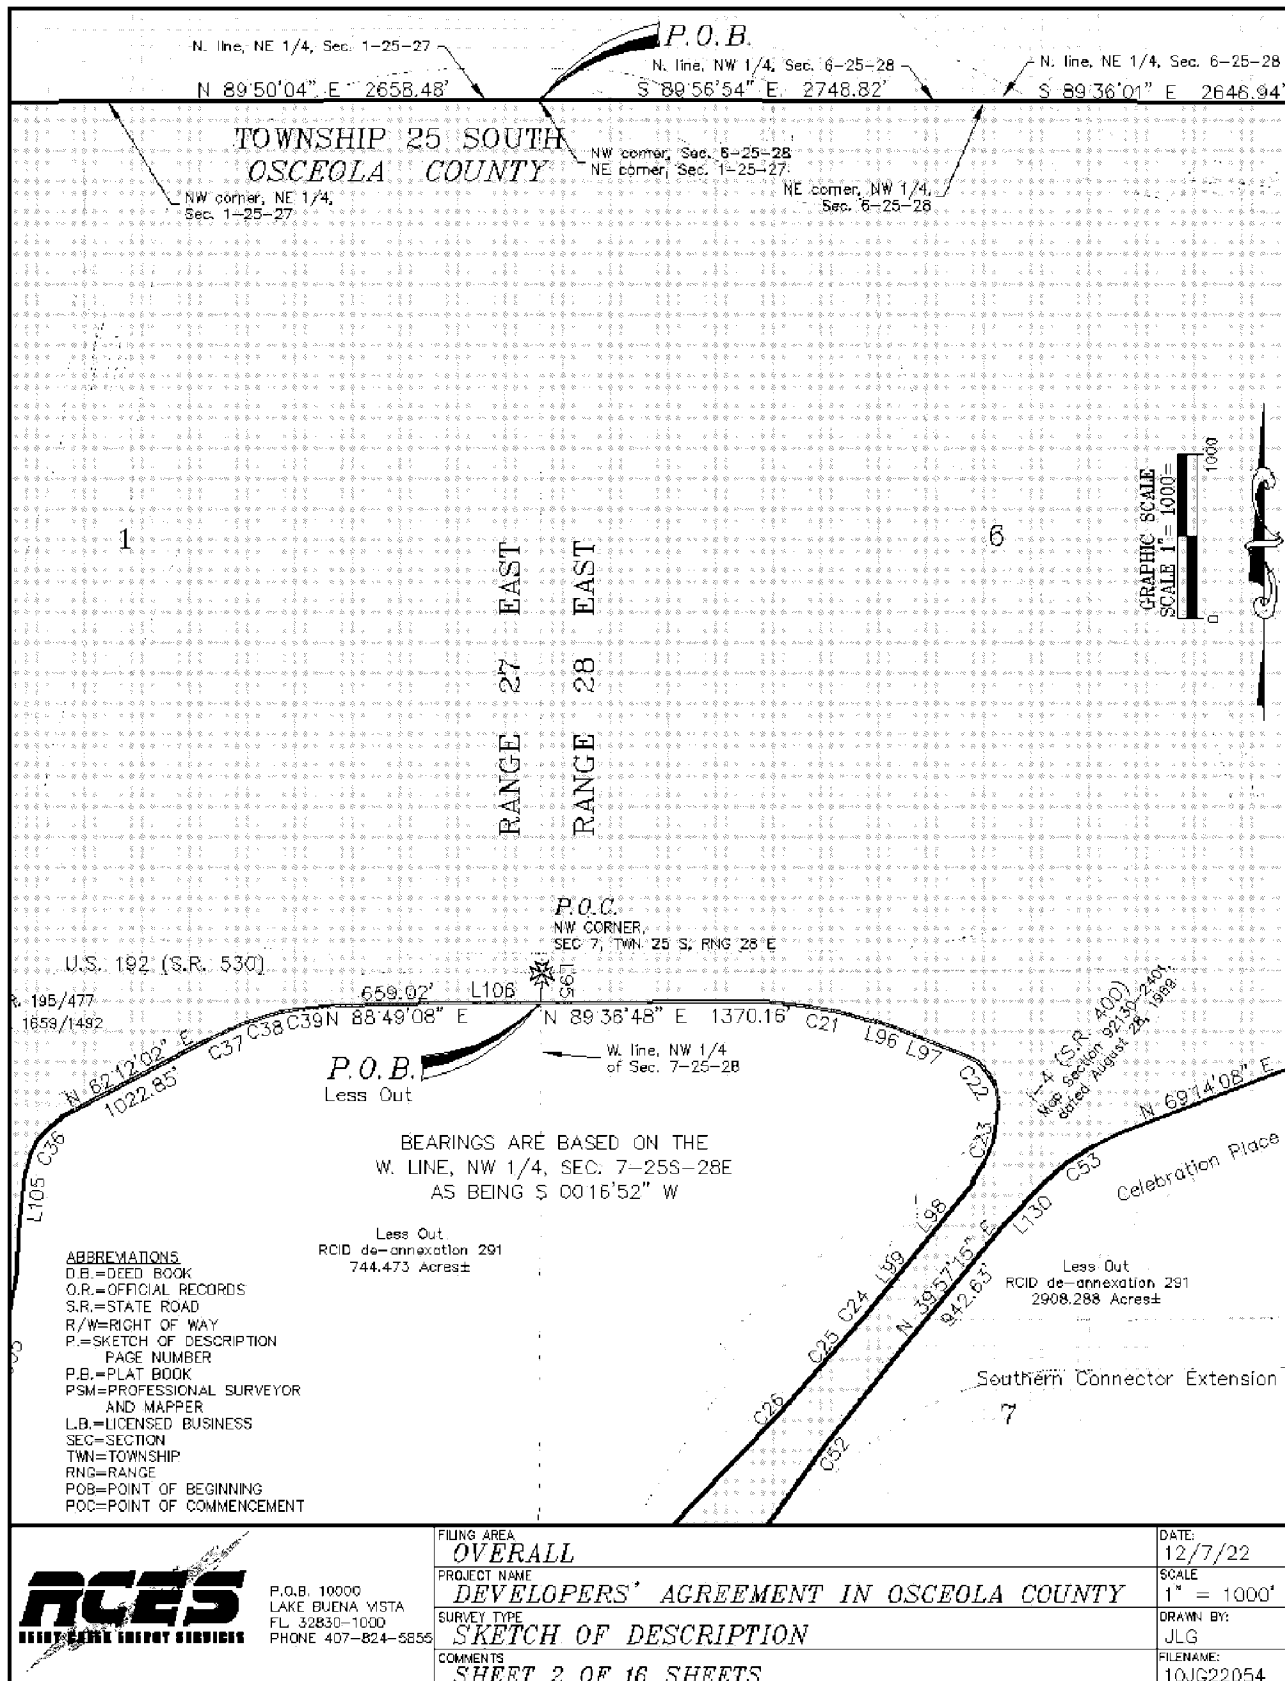 P.O.B.
N. line, NE 1/4, Sec. 1-25-27
N. line, NW 1/4, Sec. 6-25-28
N. line, NE 1/4, Sec. 6-25-28
N 89°50'04" E 2658.48'
S 89°56'54" E 2748.82'
S 89°36'01" E 2646.94'
TOWNSHIP 25 SOUTH
OSCEOLA COUNTY
NW corner, Sec. 6-25-28
NE corner, Sec. 1-25-27
NW corner, NE 1/4,
Sec. 1-25-27
NE corner, NW 1/4,
Sec. 6-25-28
1
6
RANGE 27 EAST
RANGE 28 EAST
GRAPHIC SCALE
SCALE 1"= 1000'
0
1000
P.O.C.
NW CORNER,
SEC 7, TWN 25 S, RNG 28 E
U.S. 192 (S.R. 530)
195/477
1659/1492
659.02'
L106
L95
N 88°49'08" E
N 89°36'48" E 1370.16'
C21
L96
L97
C22
C23
C39
C38
C37
N 62°12'02" E
1022.85'
C36
L105
P.O.B.
Less Out
W. line, NW 1/4
of Sec. 7-25-28
I-4 (S.R. 400)
Map Section 92130-2401,
dated August 28, 1989
N 69°14'08" E
C53
Celebration Place
BEARINGS ARE BASED ON THE
W. LINE, NW 1/4, SEC. 7-25S-28E
AS BEING S 00°16'52" W
L130
L98
L99
N 39°57'15" E
942.63'
C24
C25
C26
C52
Less Out
RCID de-annexation 291
744.473 Acres±
Less Out
RCID de-annexation 291
2908.288 Acres±
Southern Connector Extension
7
ABBREVIATIONS
D.B.=DEED BOOK
O.R.=OFFICIAL RECORDS
S.R.=STATE ROAD
R/W=RIGHT OF WAY
P.=SKETCH OF DESCRIPTION
PAGE NUMBER
P.B.=PLAT BOOK
PSM=PROFESSIONAL SURVEYOR
AND MAPPER
L.B.=LICENSED BUSINESS
SEC=SECTION
TWN=TOWNSHIP
RNG=RANGE
POB=POINT OF BEGINNING
POC=POINT OF COMMENCEMENT
RCES
REEDY CREEK ENERGY SERVICES
P.O.B. 10000
LAKE BUENA VISTA
FL 32830-1000
PHONE 407-824-5855
FILING AREA
OVERALL
PROJECT NAME
DEVELOPERS' AGREEMENT IN OSCEOLA COUNTY
SURVEY TYPE
SKETCH OF DESCRIPTION
COMMENTS
SHEET 2 OF 16 SHEETS
DATE:
12/7/22
SCALE
1" = 1000'
DRAWN BY:
JLG
FILENAME:
10JG22054